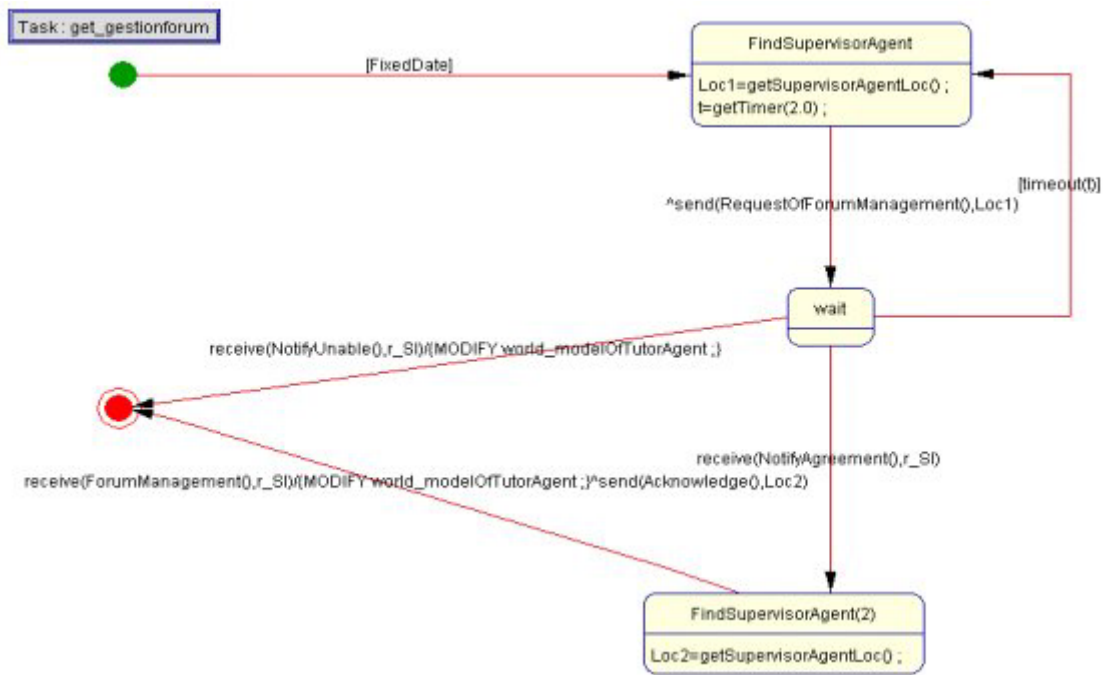 Task : get_gestionforum
FindSupervisorAgent
[FixedDate]
Loc1=getSupervisorAgentLoc() ;
t=getTimer(2.0) ;
[timeout(t)]
^send(RequestOfForumManagement(),Loc1)
wait
receive(NotifyUnable(),r_SI)/{MODIFY world_modelOfTutorAgent ;}
receive(NotifyAgreement(),r_SI)
receive(ForumManagement(),r_SI)/{MODIFY world_modelOfTutorAgent ;}^send(Acknowledge(),Loc2)
FindSupervisorAgent(2)
Loc2=getSupervisorAgentLoc() ;